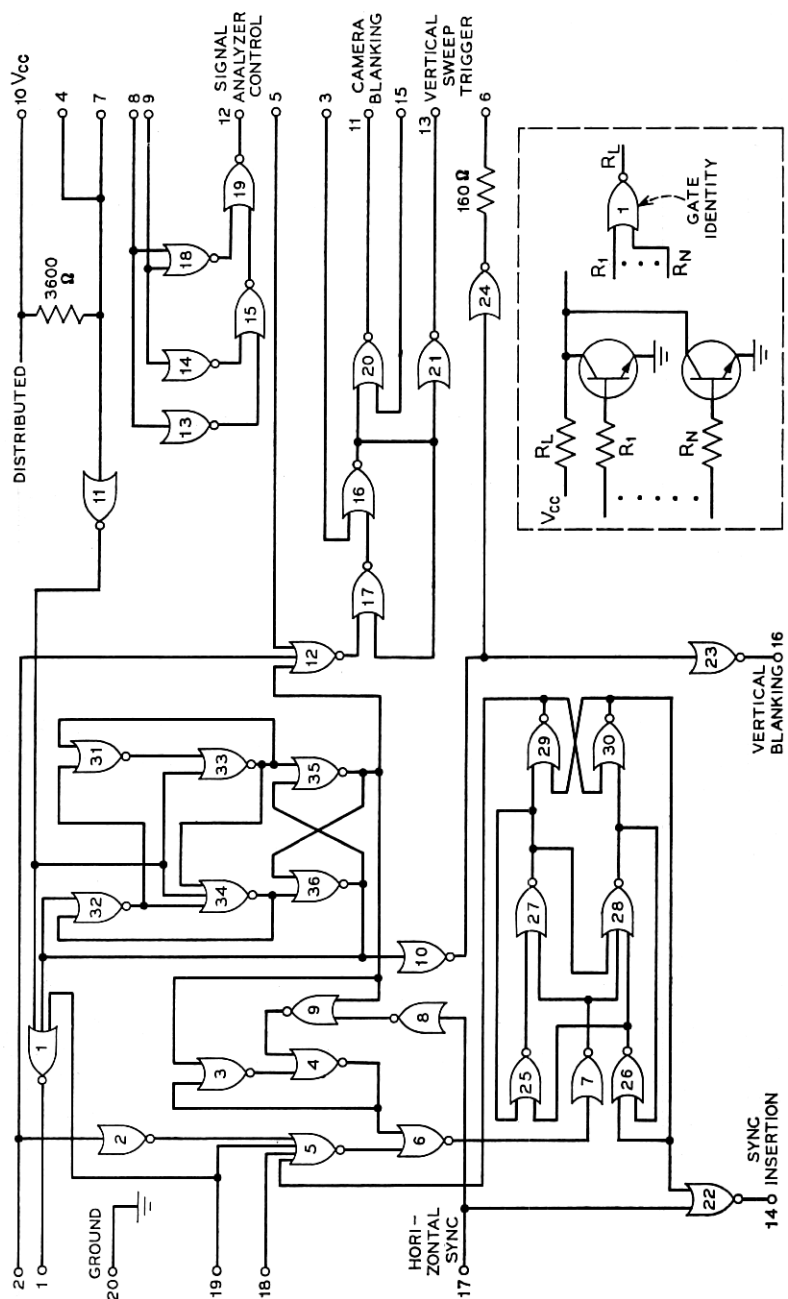 DISTRIBUTED
10 VCC
4
7
8
9
12
SIGNAL
ANALYZER
CONTROL
5
3
11
CAMERA
BLANKING
15
13
VERTICAL
SWEEP
TRIGGER
6
3600
Ω
160 Ω
11
18
19
14
15
13
20
16
21
17
24
12
31
33
35
32
34
36
1
10
9
8
3
4
2
5
6
23
VERTICAL
BLANKING
16
29
30
27
28
25
7
26
22
SYNC
INSERTION
14
2
1
GROUND
20
19
18
HORI-
ZONTAL
SYNC
17
VCC
RL
R1
RN
R1
RN
1
RL
GATE
IDENTITY